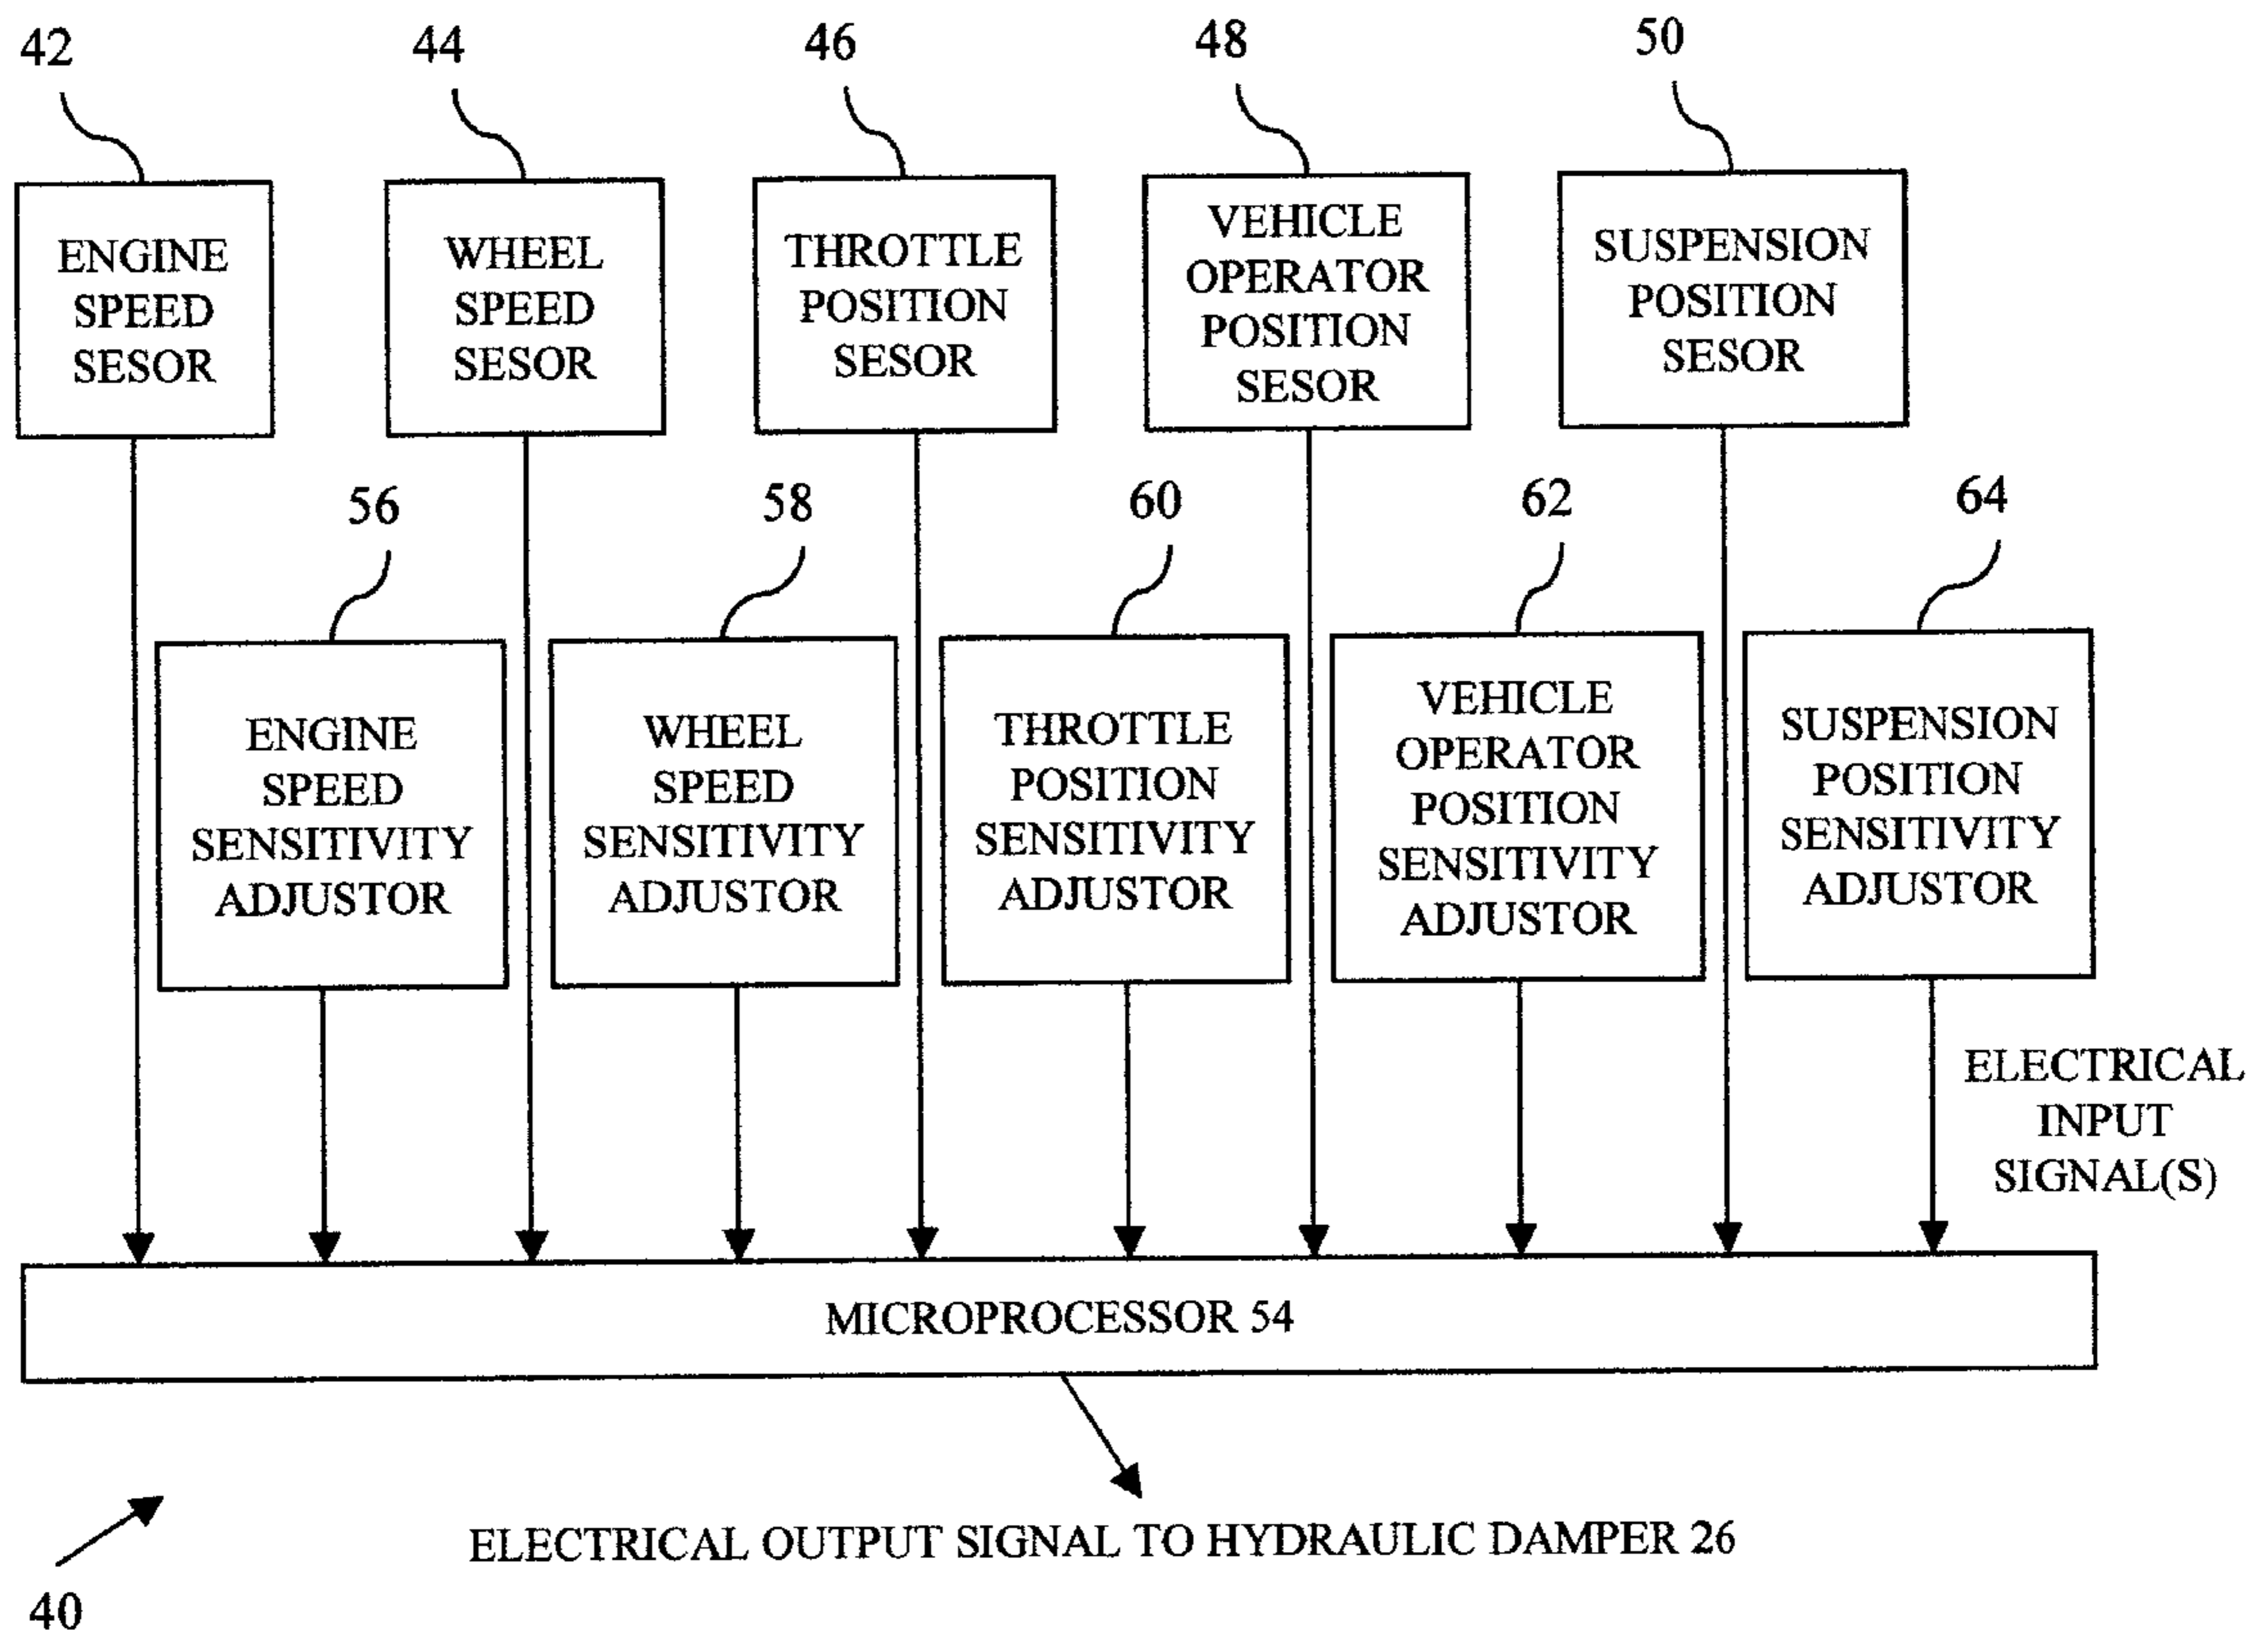 42
44
46
48
50
ENGINE
SPEED
SESOR
WHEEL
SPEED
SESOR
THROTTLE
POSITION
SESOR
VEHICLE
OPERATOR
POSITION
SESOR
SUSPENSION
POSITION
SESOR
56
58
60
62
64
ENGINE
SPEED
SENSITIVITY
ADJUSTOR
WHEEL
SPEED
SENSITIVITY
ADJUSTOR
THROTTLE
POSITION
SENSITIVITY
ADJUSTOR
VEHICLE
OPERATOR
POSITION
SENSITIVITY
ADJUSTOR
SUSPENSION
POSITION
SENSITIVITY
ADJUSTOR
ELECTRICAL
INPUT
SIGNAL(S)
MICROPROCESSOR 54
ELECTRICAL OUTPUT SIGNAL TO HYDRAULIC DAMPER 26
40